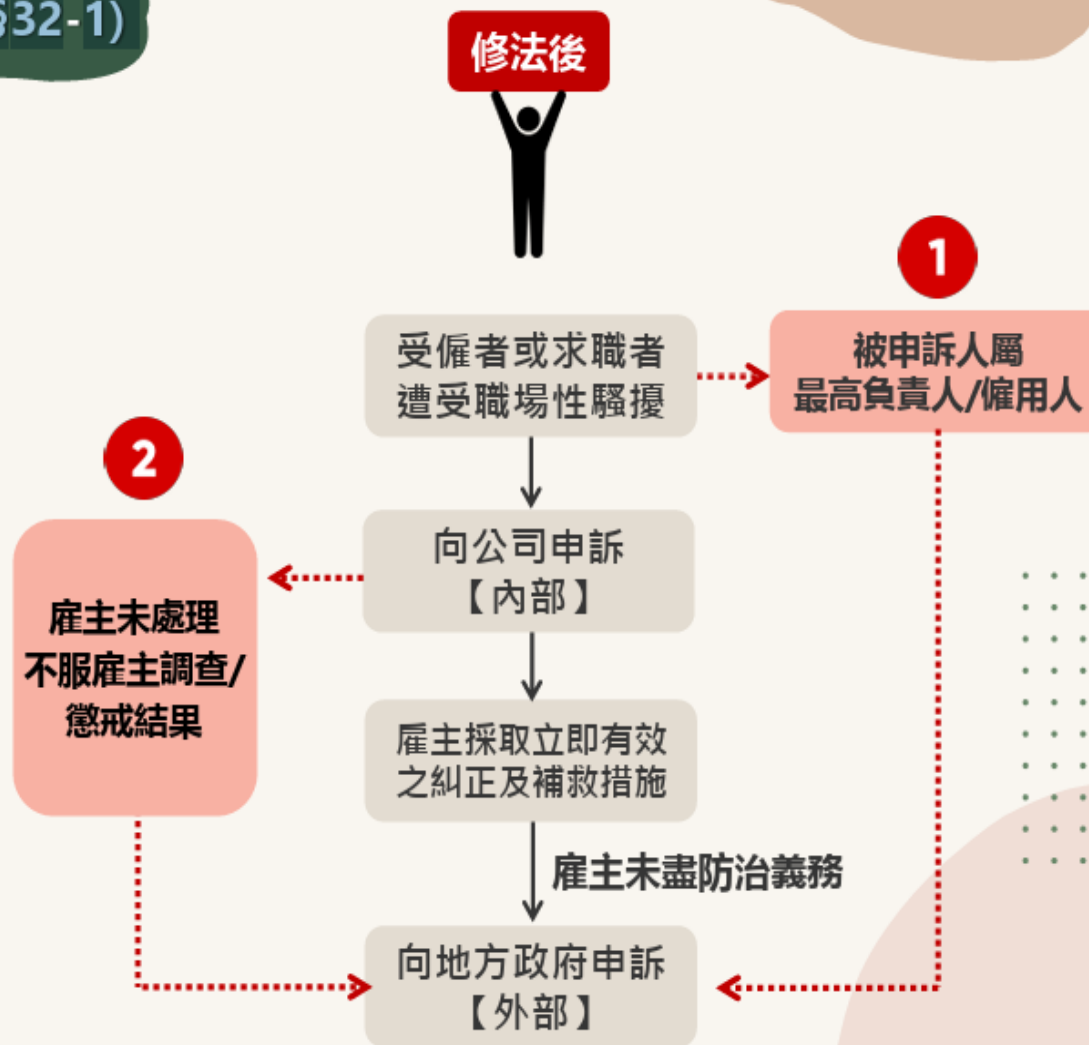 §32-1)
修法後
1
受僱者或求職者
遭受職場性騷擾
被申訴人屬
最高負責人/僱用人
2
向公司申訴
【內部】
雇主未處理
不服雇主調查/
懲戒結果
雇主採取立即有效
之糾正及補救措施
雇主未盡防治義務
向地方政府申訴
【外部】